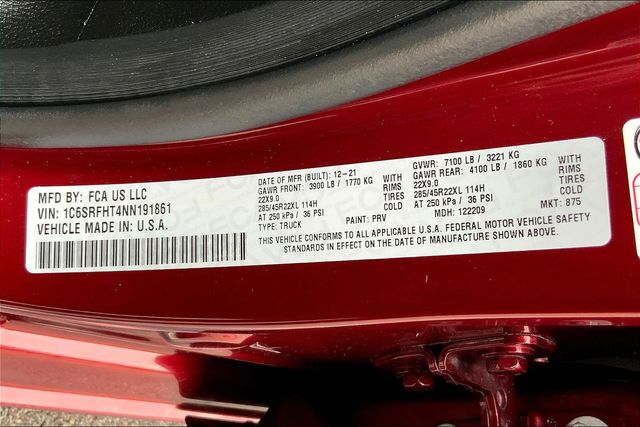 MFD BY: FCA US LLC
VIN: 1C6SRFHT4NN191861
VEHICLE MADE IN: U.S.A.
DATE OF MFR (BUILT): 12-21
GAWR FRONT: 3900 LB / 1770 KG WITH
22X9.0 RIMS
285/45R22XL 114H TIRES
AT 250 kPa / 36 PSI COLD
TYPE: TRUCK PAINT: PRV
GVWR: 7100 LB / 3221 KG
GAWR REAR: 4100 LB / 1860 KG WITH
22X9.0 RIMS
285/45R22XL 114H TIRES
AT 250 kPa / 36 PSI COLD
MDH: 122209 MKT: 875
THIS VEHICLE CONFORMS TO ALL APPLICABLE U.S.A. FEDERAL MOTOR VEHICLE SAFETY
STANDARDS IN EFFECT ON THE DATE OF MANUFACTURE SHOWN ABOVE.